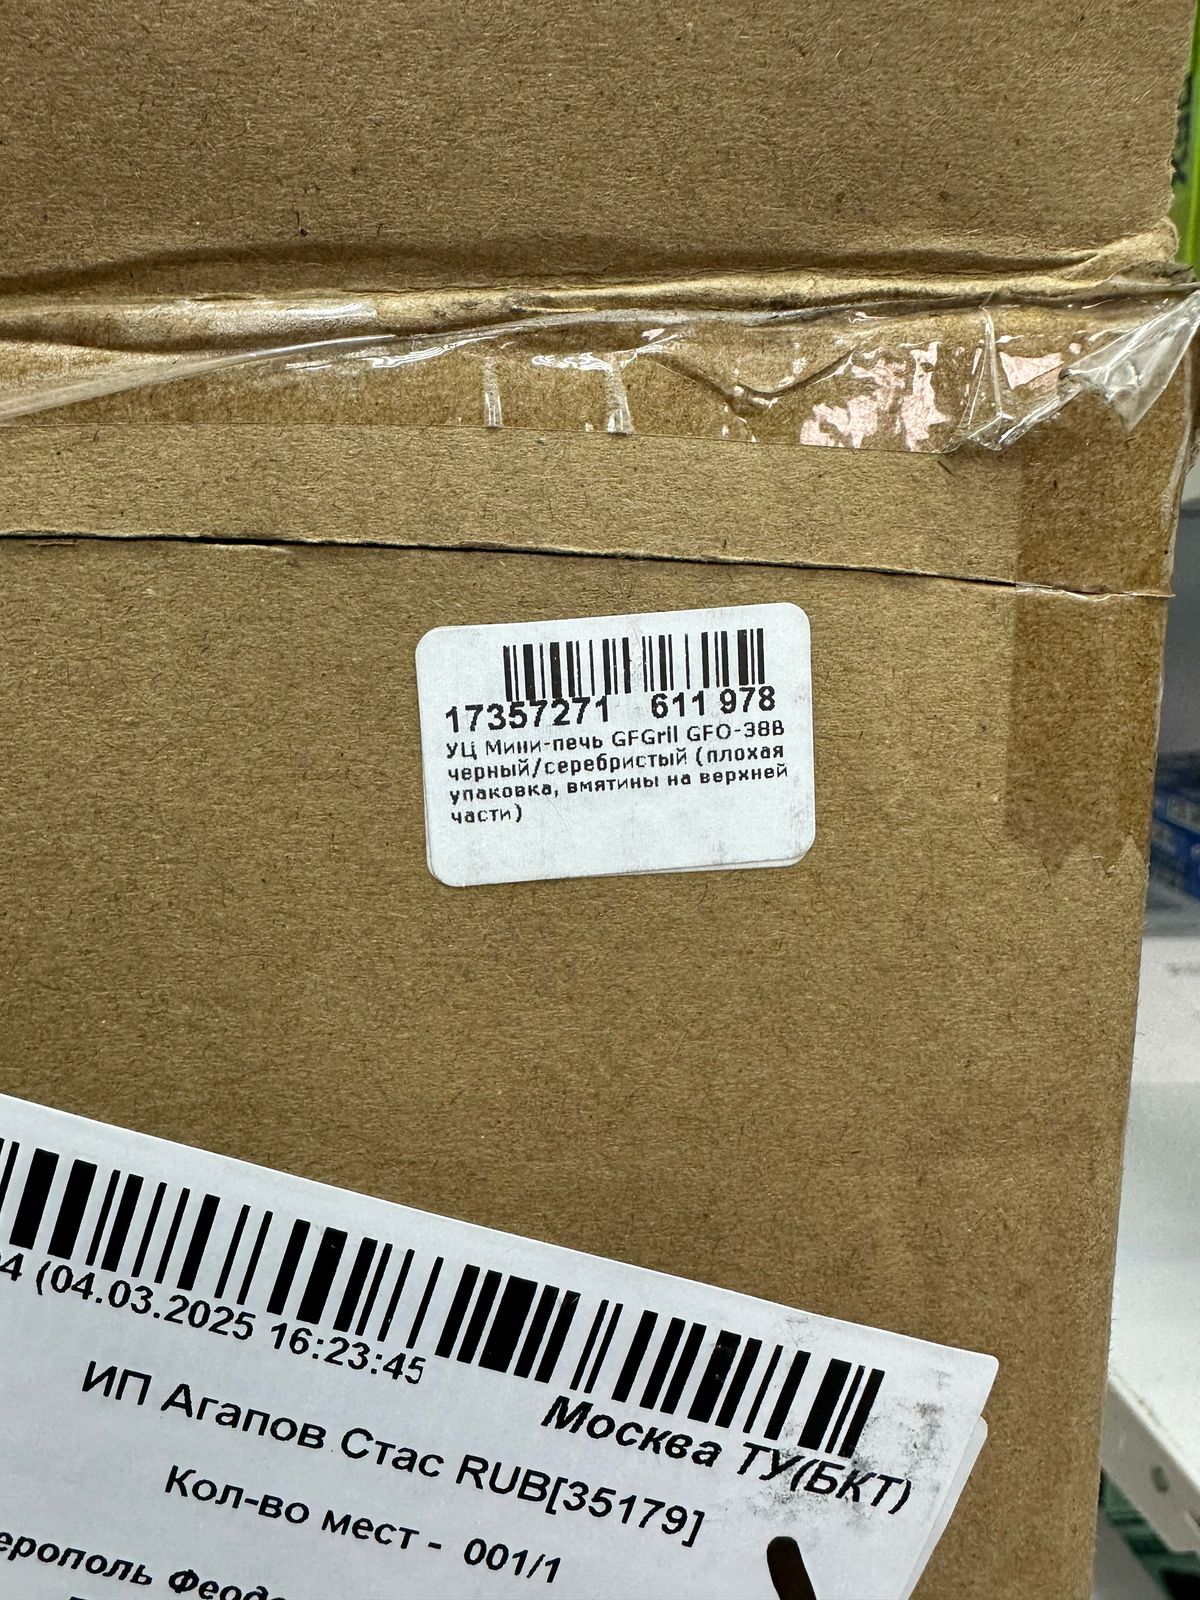 17357271 611 978
УЦ Мини-печь GFGril GFO-38B
черный/серебристый (плохая
упаковка, вмятины на верхней
части)
4 (04.03.2025 16:23:45
Москва ТУ(БКТ)
ИП Агапов Стас RUB[35179]
Кол-во мест - 001/1